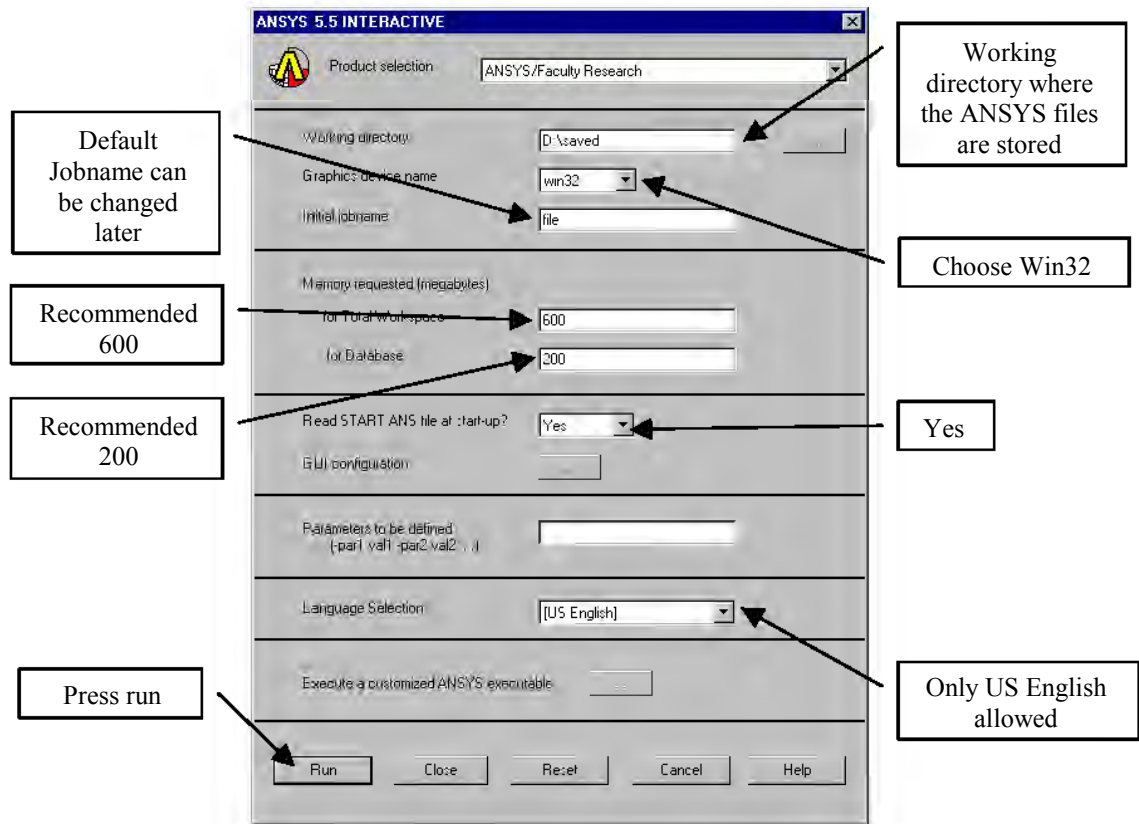 ANSYS 5.5 INTERACTIVE
Product selection
ANSYS/Faculty Research
Working
directory where
the ANSYS files
are stored
Default
Jobname can
be changed
later
Working directory
D:\saved
...
Graphics device name
win32
Initial jobname
file
Choose Win32
Memory requested (megabytes)
for Total Workspace
600
for Database
200
Recommended
600
Recommended
200
Read START.ANS file at start-up?
Yes
Yes
GUI configuration
...
Parameters to be defined
(-par1 val1 -par2 val2 ...)
Language Selection
[US English]
Only US English
allowed
Execute a customized ANSYS executable
...
Press run
Run
Close
Reset
Cancel
Help